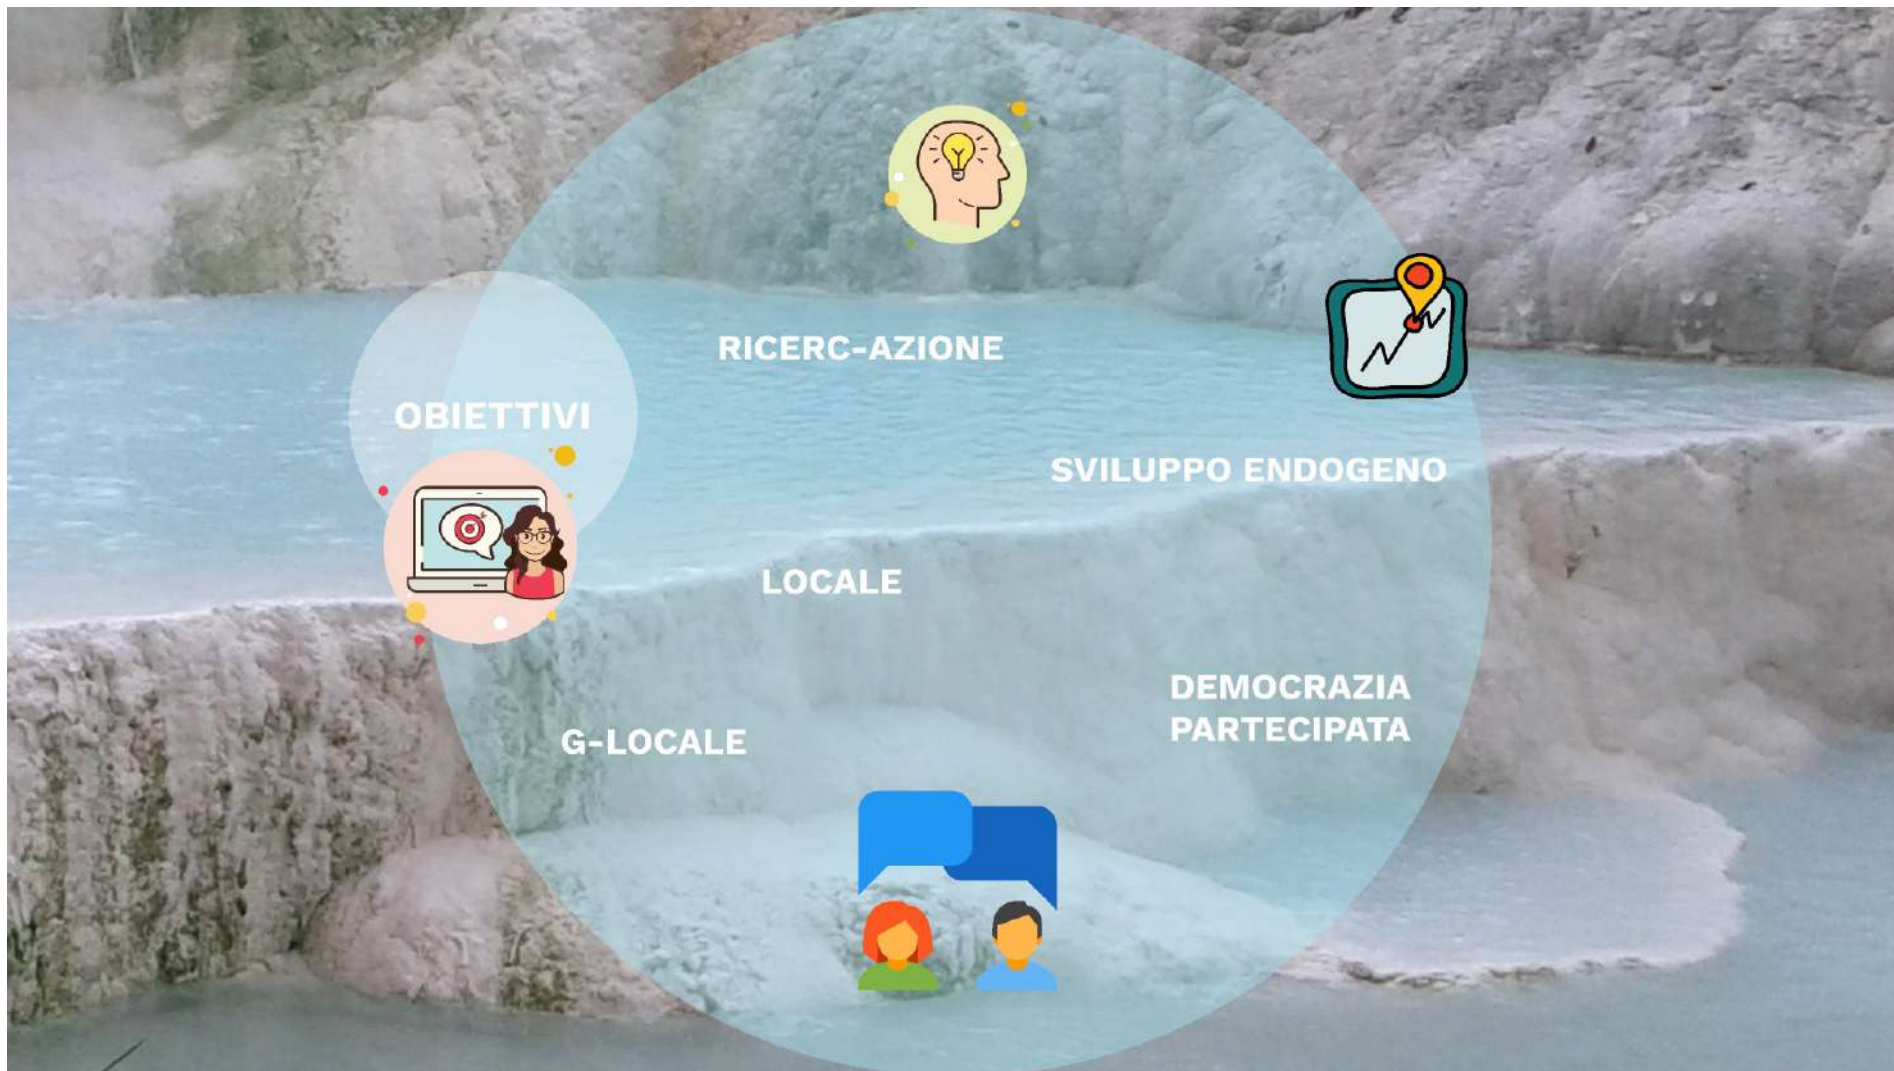 RICERC-AZIONE
OBIETTIVI
SVILUPPO ENDOGENO
LOCALE
DEMOCRAZIA
PARTECIPATA
G-LOCALE